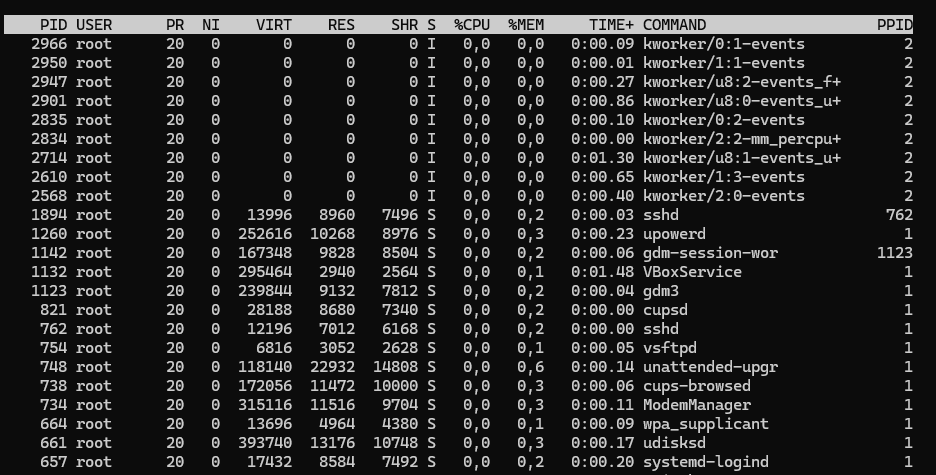 PID USER PR NI VIRT RES SHR S %CPU %MEM TIME+ COMMAND PPID
2966 root 20 0 0 0 0 I 0,0 0,0 0:00.09 kworker/0:1-events 2
2950 root 20 0 0 0 0 I 0,0 0,0 0:00.01 kworker/1:1-events 2
2947 root 20 0 0 0 0 I 0,0 0,0 0:00.27 kworker/u8:2-events_f+ 2
2901 root 20 0 0 0 0 I 0,0 0,0 0:00.86 kworker/u8:0-events_u+ 2
2835 root 20 0 0 0 0 I 0,0 0,0 0:00.10 kworker/0:2-events 2
2834 root 20 0 0 0 0 I 0,0 0,0 0:00.00 kworker/2:2-mm_percpu+ 2
2714 root 20 0 0 0 0 I 0,0 0,0 0:01.30 kworker/u8:1-events_u+ 2
2610 root 20 0 0 0 0 I 0,0 0,0 0:00.65 kworker/1:3-events 2
2568 root 20 0 0 0 0 I 0,0 0,0 0:00.40 kworker/2:0-events 2
1894 root 20 0 13996 8960 7496 S 0,0 0,2 0:00.03 sshd 762
1260 root 20 0 252616 10268 8976 S 0,0 0,3 0:00.23 upowerd 1
1142 root 20 0 167348 9828 8504 S 0,0 0,2 0:00.06 gdm-session-wor 1123
1132 root 20 0 295464 2940 2564 S 0,0 0,1 0:01.48 VBoxService 1
1123 root 20 0 239844 9132 7812 S 0,0 0,2 0:00.04 gdm3 1
821 root 20 0 28188 8680 7340 S 0,0 0,2 0:00.00 cupsd 1
762 root 20 0 12196 7012 6168 S 0,0 0,2 0:00.00 sshd 1
754 root 20 0 6816 3052 2628 S 0,0 0,1 0:00.05 vsftpd 1
748 root 20 0 118140 22932 14808 S 0,0 0,6 0:00.14 unattended-upgr 1
738 root 20 0 172056 11472 10000 S 0,0 0,3 0:00.06 cups-browsed 1
734 root 20 0 315116 11516 9704 S 0,0 0,3 0:00.11 ModemManager 1
664 root 20 0 13696 4964 4380 S 0,0 0,1 0:00.09 wpa_supplicant 1
661 root 20 0 393740 13176 10748 S 0,0 0,3 0:00.17 udisksd 1
657 root 20 0 17432 8584 7492 S 0,0 0,2 0:00.20 systemd-logind 1